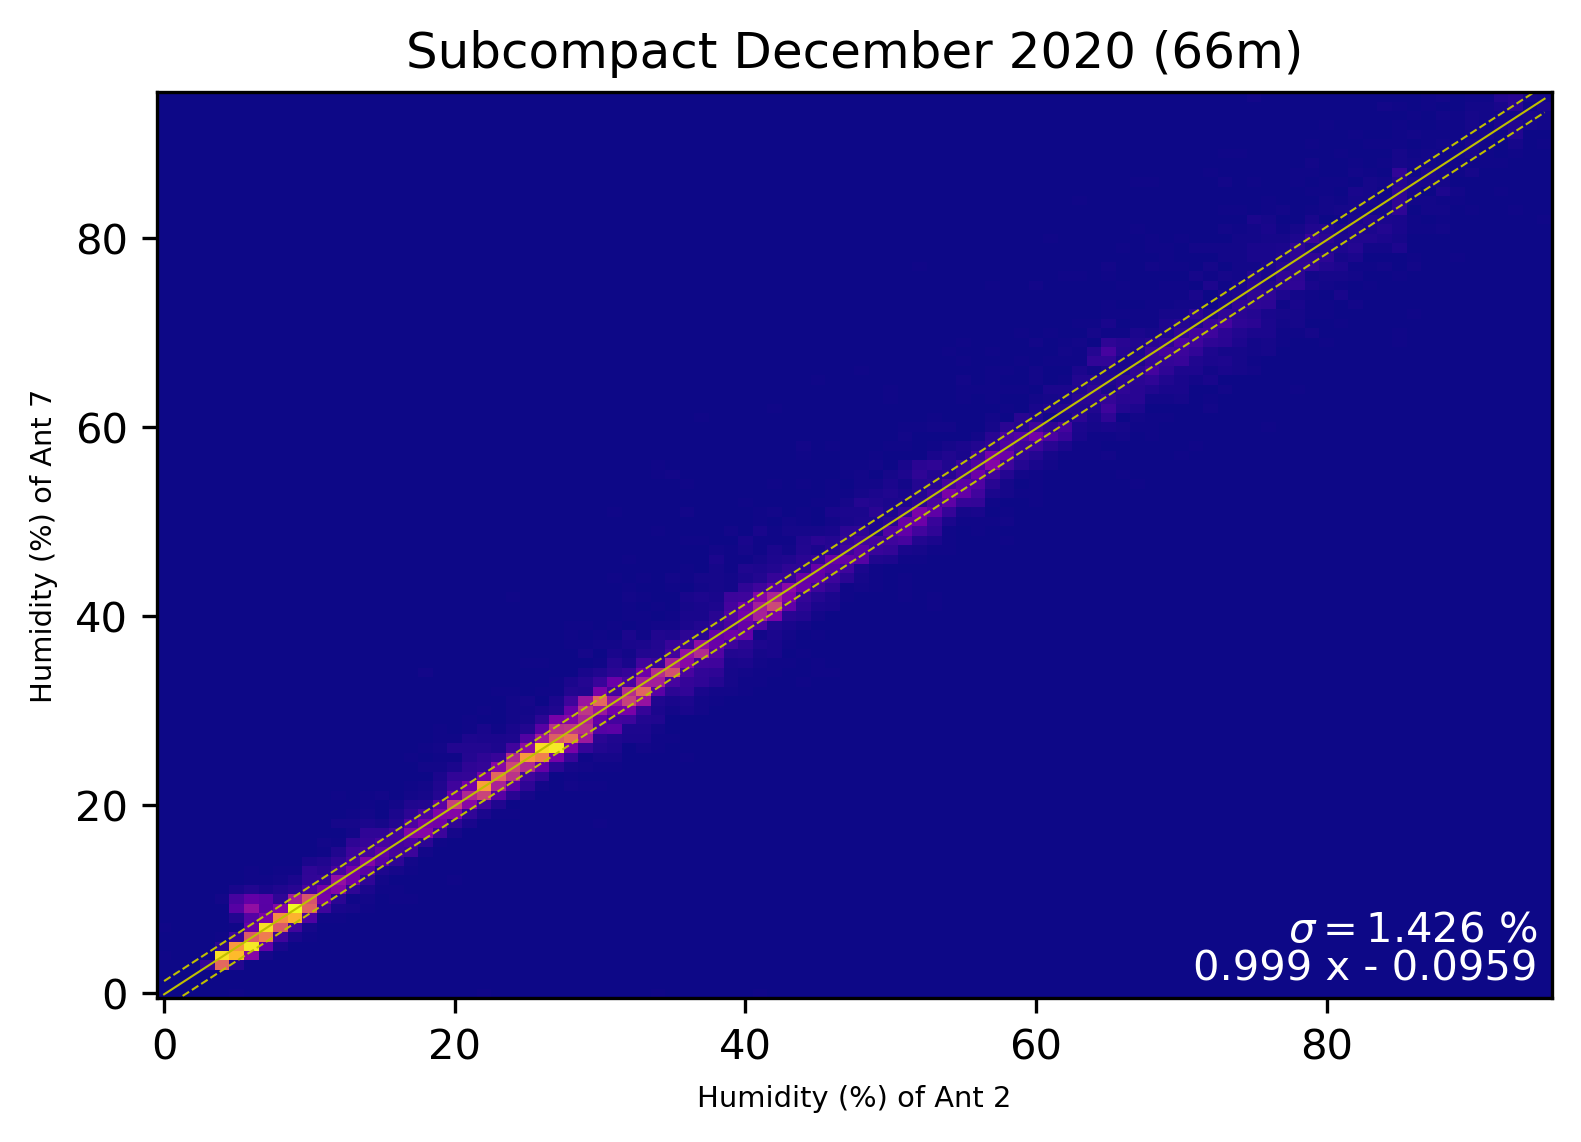 Subcompact December 2020 (66m)
Humidity (%) of Ant 7
80
60
40
20
0
σ = 1.426 %
0.999 x - 0.0959
0 20 40 60 80
Humidity (%) of Ant 2